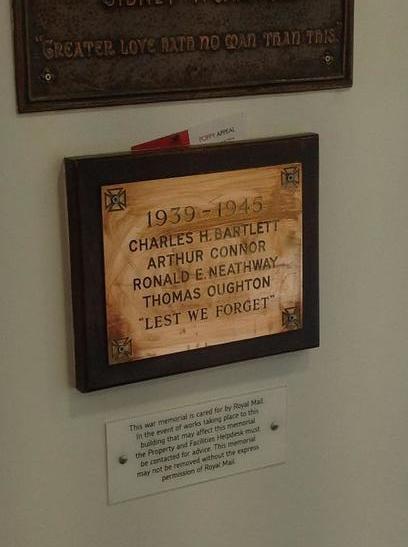 "GREATER LOVE HATH NO MAN THAN THIS."
POPPY APPEAL
1939-1945
CHARLES H. BARTLETT
ARTHUR CONNOR
RONALD E. NEATHWAY
THOMAS OUGHTON
"LEST WE FORGET"
This war memorial is cared for by Royal Mail.
In the event of works taking place to this
building that may affect this memorial
the Property and Facilities Helpdesk must
be contacted for advice. This memorial
may not be removed without the express
permission of Royal Mail.